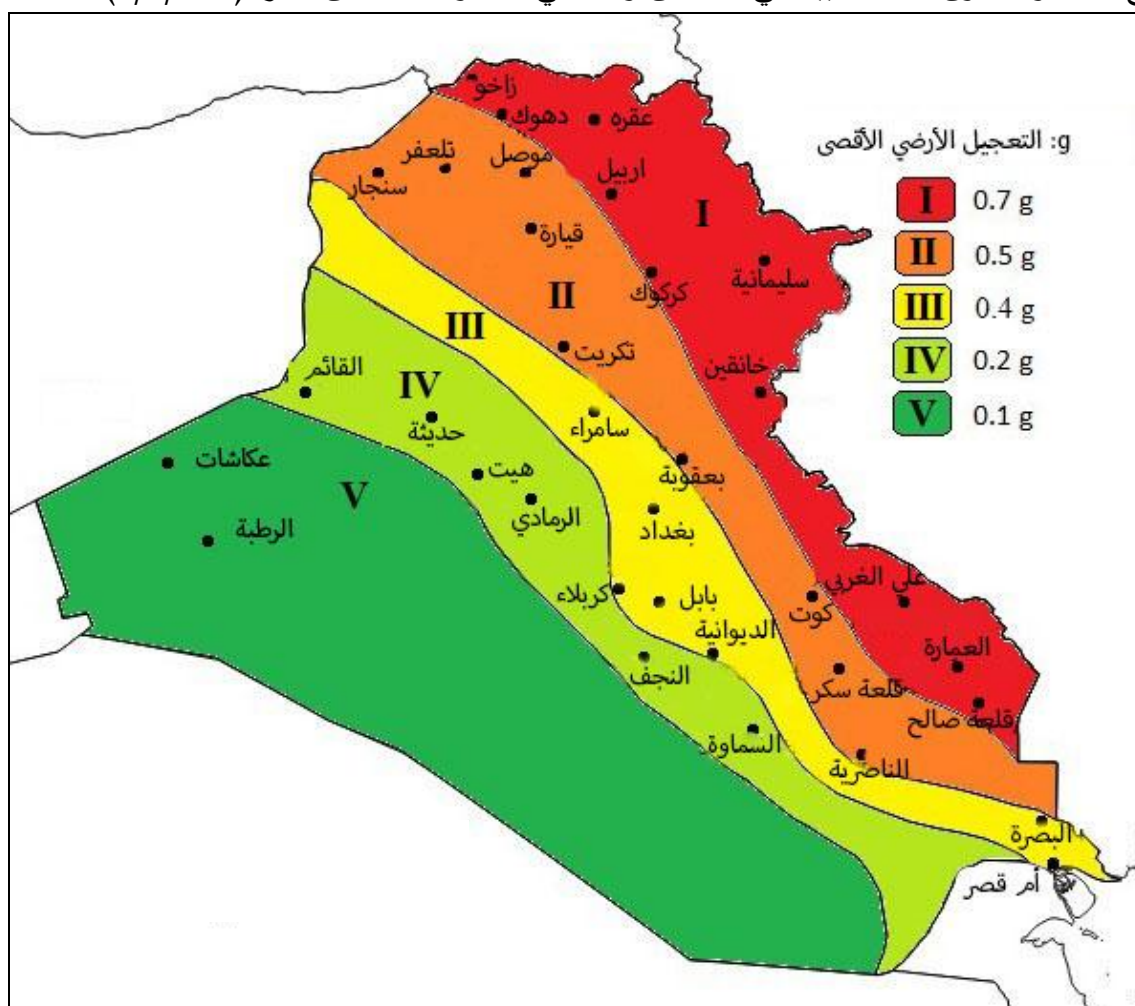 زاخو
دهوك
عقره
تلعفر
موصل
سنجار
اربيل
قيارة
سليمانية
كركوك
I
II
تكريت
III
خانقين
القائم
IV
حديثة
سامراء
عكاشات
V
هيت
بعقوبة
الرمادي
بغداد
الرطبة
علي الغربي
كربلاء
بابل
كوت
الديوانية
العمارة
النجف
قلعة سكر
قلعة صالح
السماوة
الناصرية
البصرة
أم قصر
g: التعجيل الأرضي الأقصى
I 0.7 g
II 0.5 g
III 0.4 g
IV 0.2 g
V 0.1 g